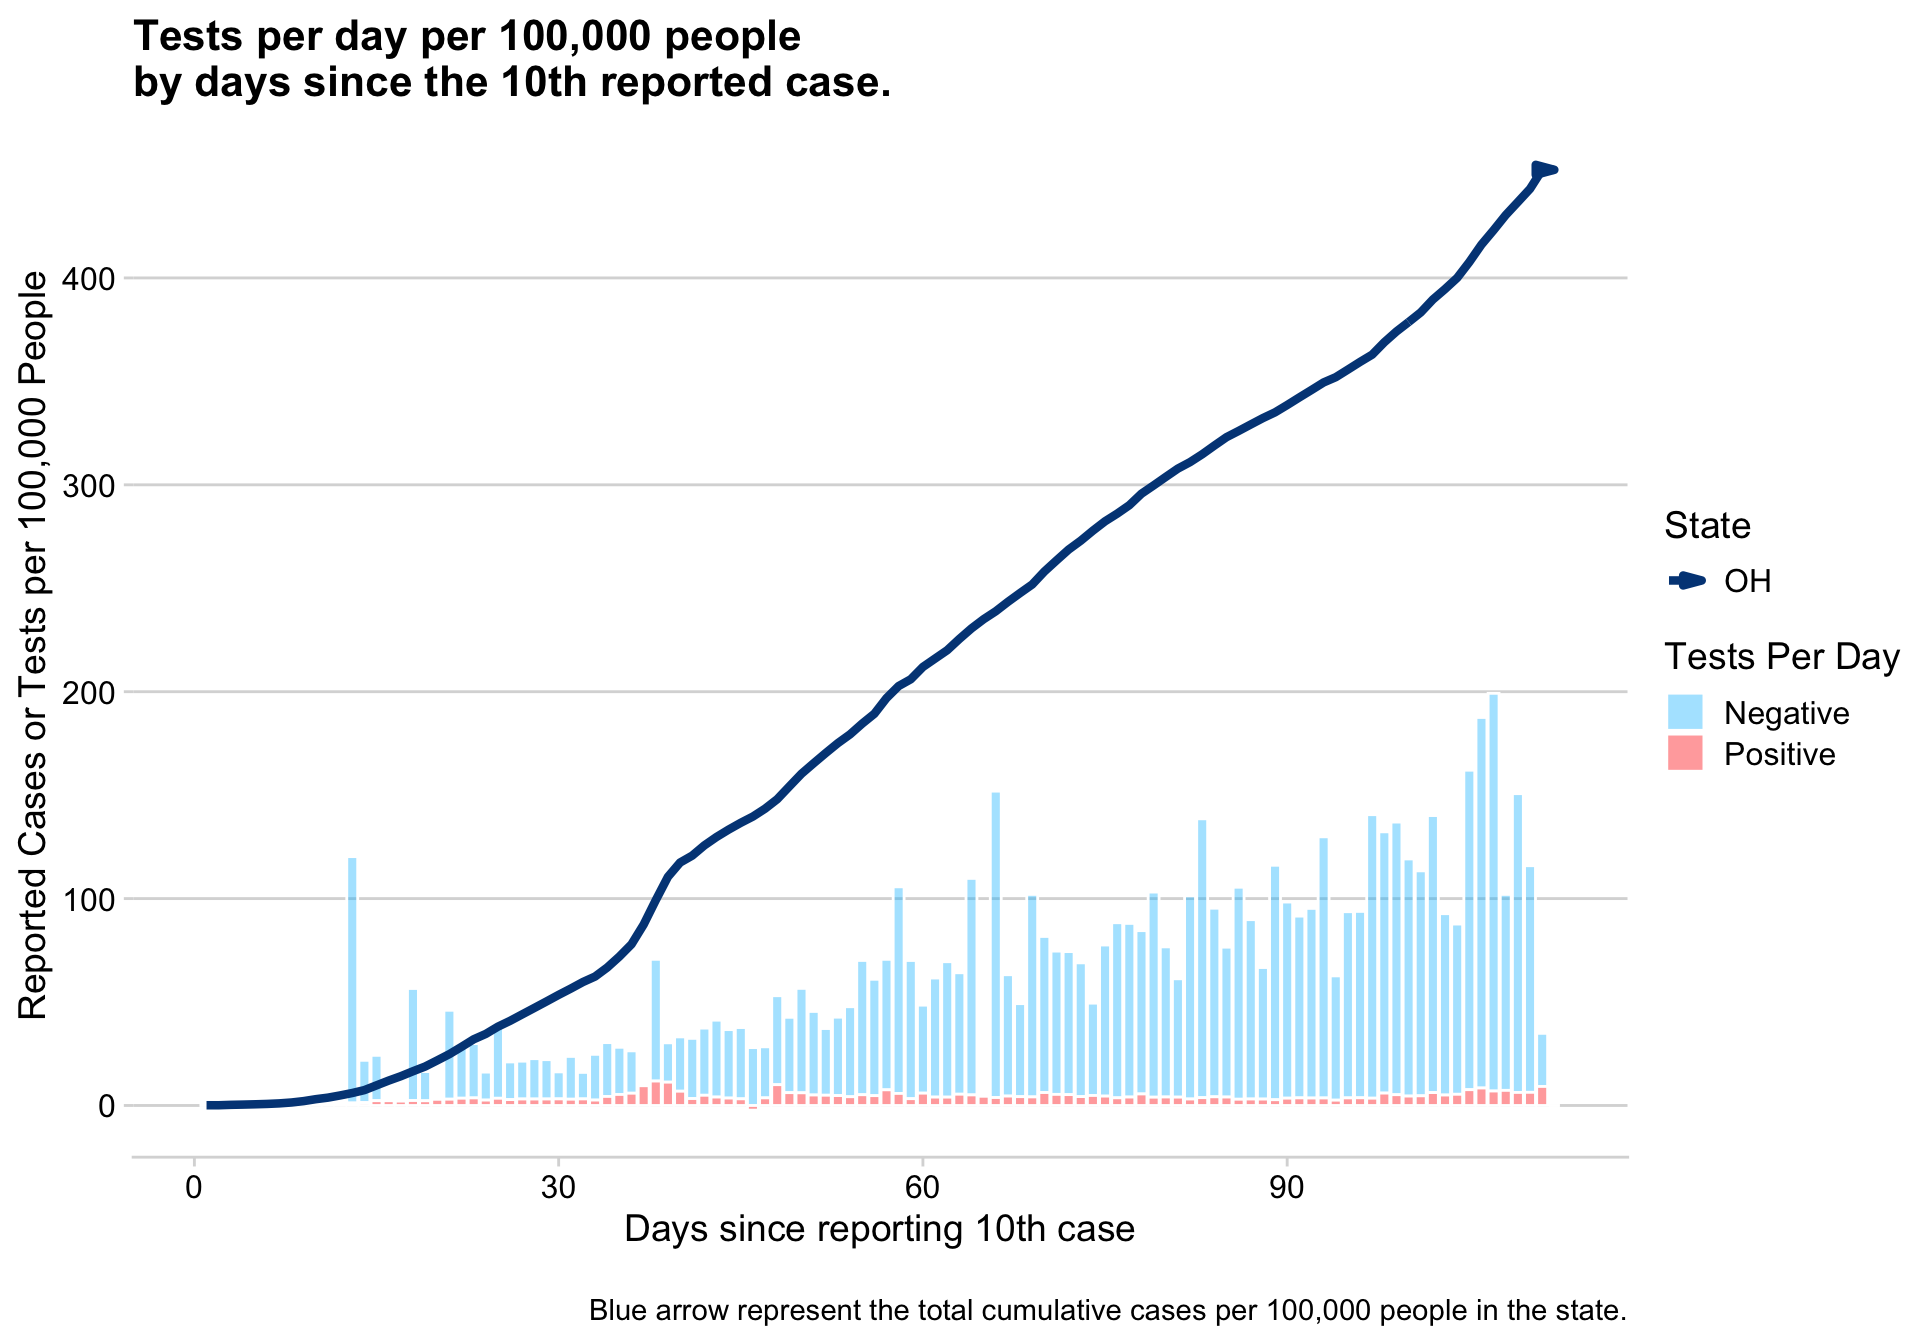 Tests per day per 100,000 people
by days since the 10th reported case.
Reported Cases or Tests per 100,000 People
400
300
200
100
0
0
30
60
90
Days since reporting 10th case
State
OH
Tests Per Day
Negative
Positive
Blue arrow represent the total cumulative cases per 100,000 people in the state.